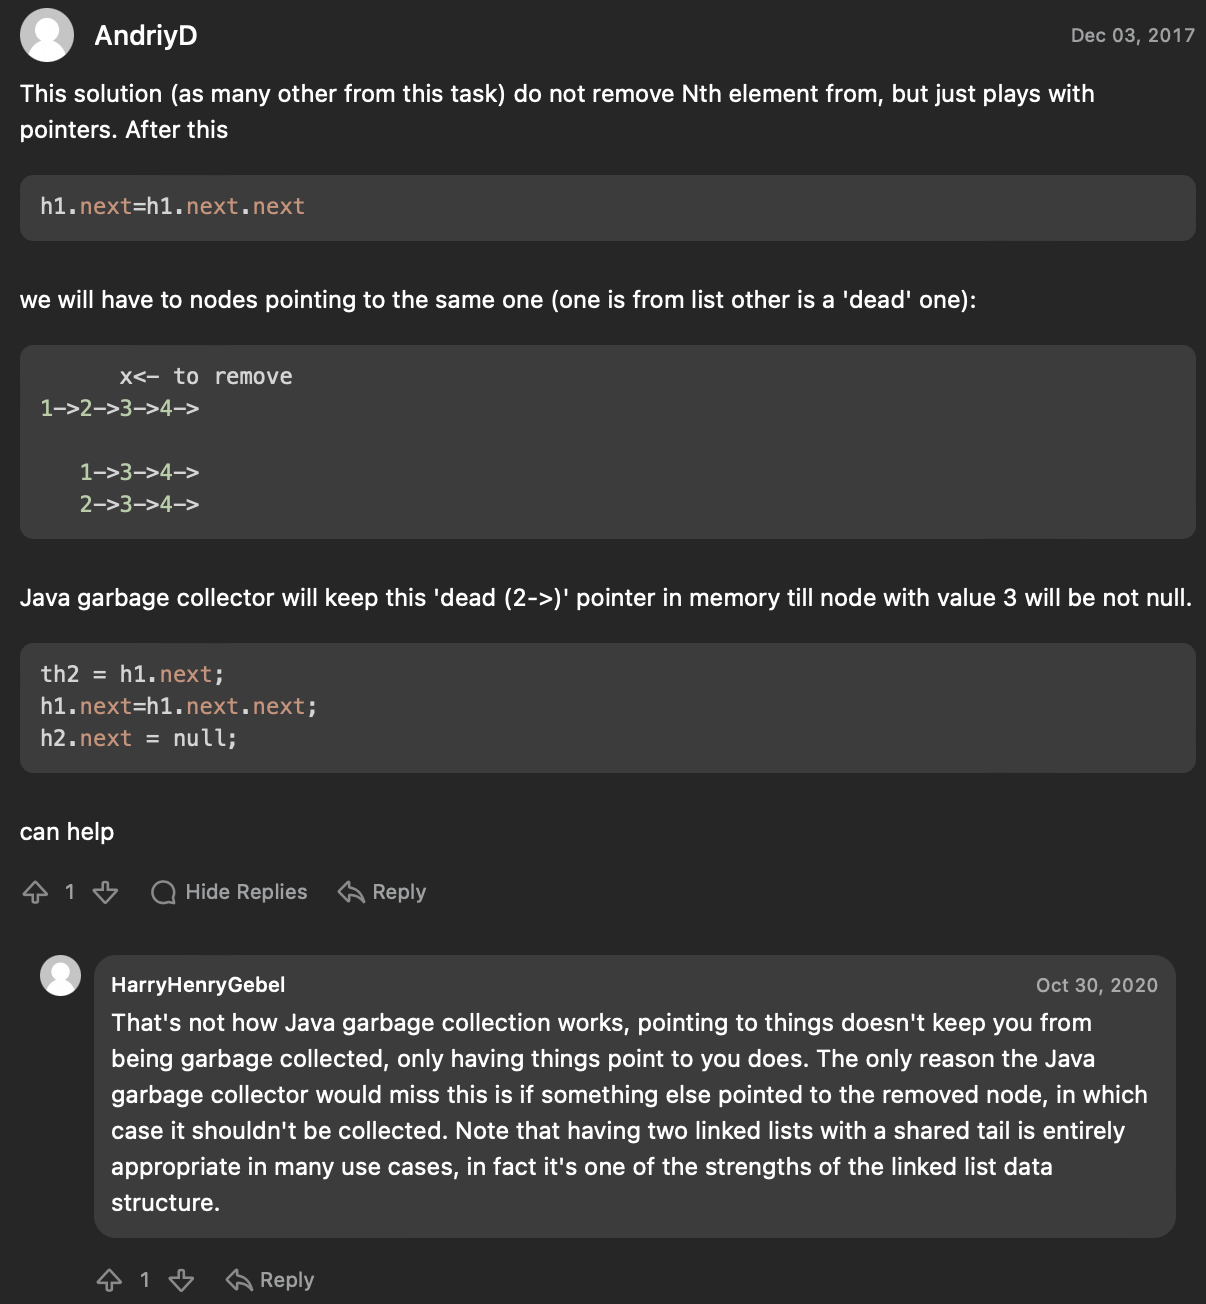 AndriyD
Dec 03, 2017
This solution (as many other from this task) do not remove Nth element from, but just plays with
pointers. After this
h1.next=h1.next.next
we will have to nodes pointing to the same one (one is from list other is a 'dead' one):
x<- to remove
1->2->3->4->
1->3->4->
2->3->4->
Java garbage collector will keep this 'dead (2->)' pointer in memory till node with value 3 will be not null.
th2 = h1.next;
h1.next=h1.next.next;
h2.next = null;
can help
1 Hide Replies Reply
HarryHenryGebel
Oct 30, 2020
That's not how Java garbage collection works, pointing to things doesn't keep you from
being garbage collected, only having things point to you does. The only reason the Java
garbage collector would miss this is if something else pointed to the removed node, in which
case it shouldn't be collected. Note that having two linked lists with a shared tail is entirely
appropriate in many use cases, in fact it's one of the strengths of the linked list data
structure.
1 Reply